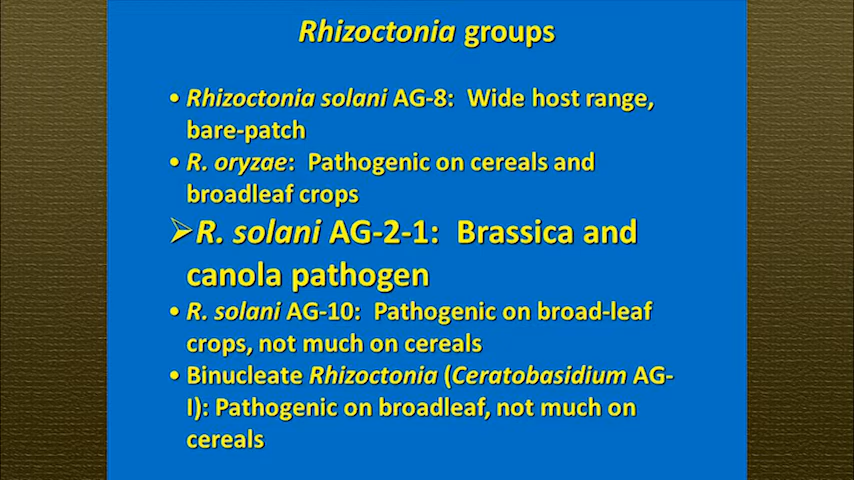 Rhizoctonia groups
• Rhizoctonia solani AG-8: Wide host range,
bare-patch
• R. oryzae: Pathogenic on cereals and
broadleaf crops
➢R. solani AG-2-1: Brassica and
canola pathogen
• R. solani AG-10: Pathogenic on broad-leaf
crops, not much on cereals
• Binucleate Rhizoctonia (Ceratobasidium AG-
I): Pathogenic on broadleaf, not much on
cereals